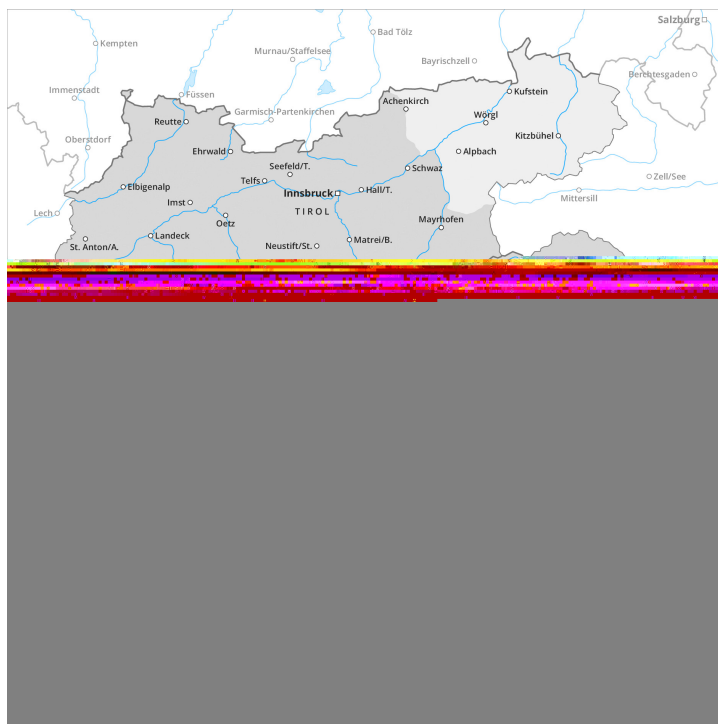 Salzburg
Bad Tölz
Kempten
Murnau/Staffelsee
Bayrischzell
Berchtesgaden
Immenstadt
Füssen
Kufstein
Achenkirch
Garmisch-Partenkirchen
Wörgl
Reutte
Kitzbühel
Oberstdorf
Ehrwald
Alpbach
Seefeld/T.
Schwaz
Zell/See
Telfs
Elbigenalp
Hall/T.
Innsbruck
Mittersill
Imst
TIROL
Lech
Mayrhofen
Oetz
Landeck
Matrei/B.
St. Anton/A.
Neustift/St.